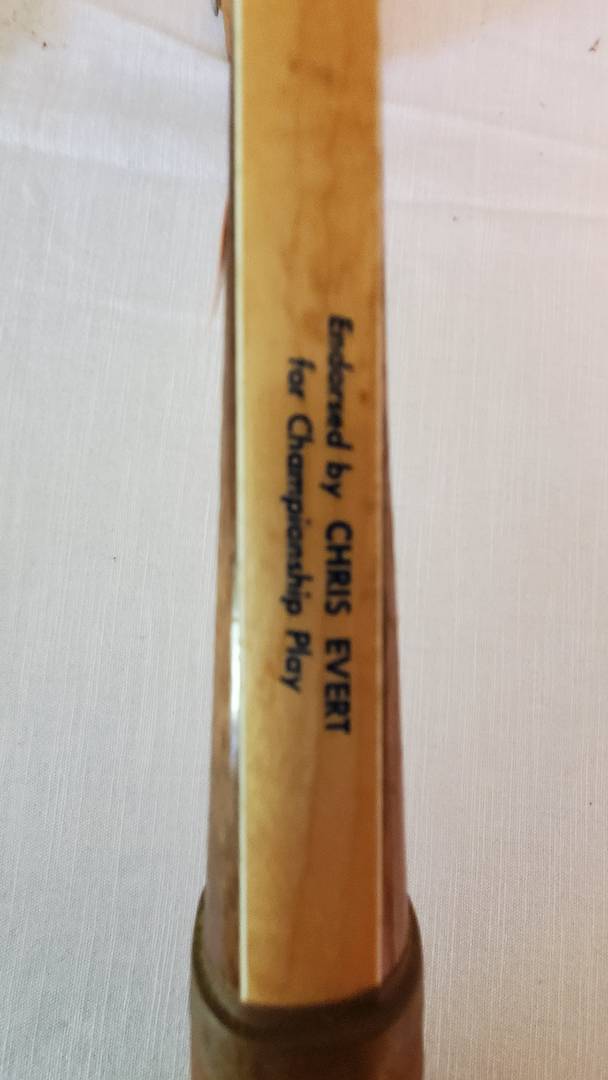 Endorsed by CHRIS EVERT
for Championship Play